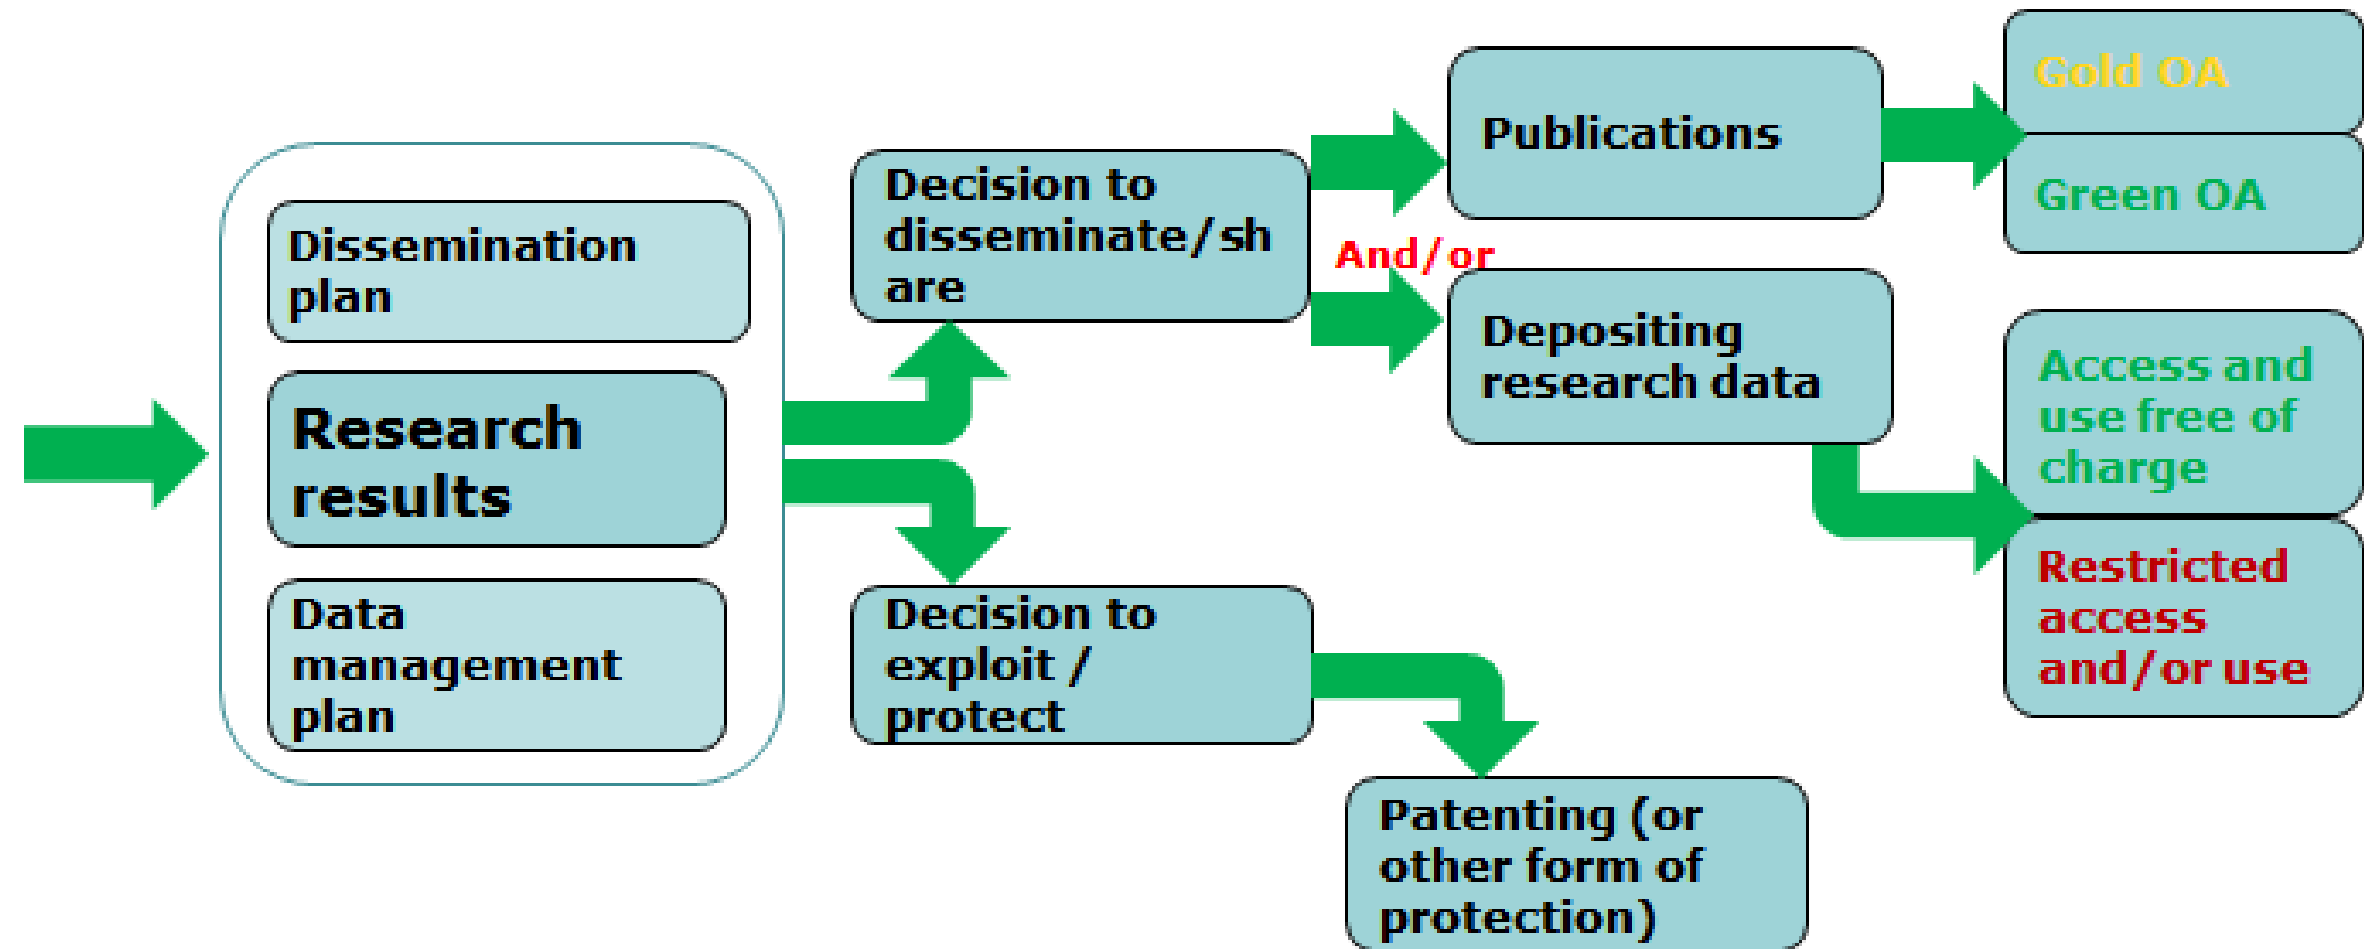 Dissemination
plan
Research
results
Data
management
plan
Decision to
disseminate/sh
are
Decision to
exploit /
protect
And/or
Publications
Depositing
research data
Patenting (or
other form of
protection)
Gold OA
Green OA
Access and
use free of
charge
Restricted
access
and/or use